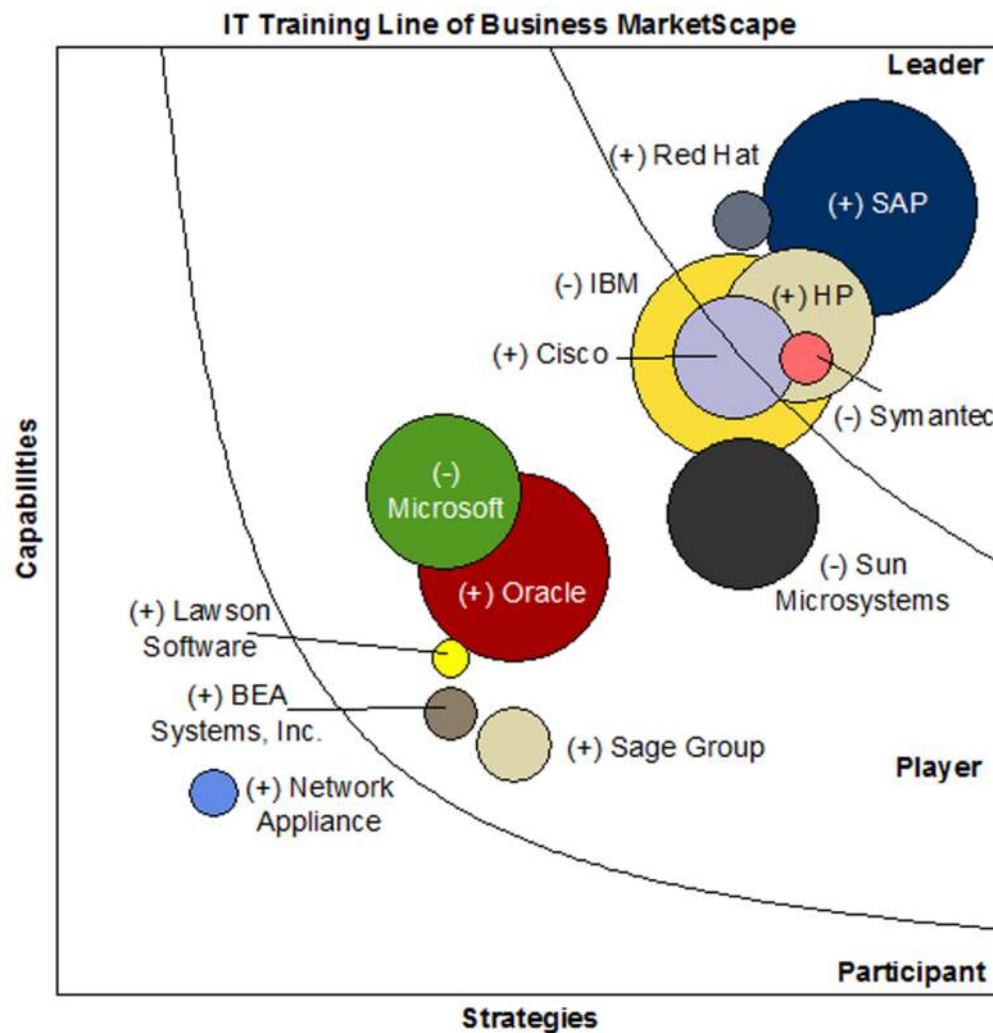 IT Training Line of Business MarketScape
Leader
(+) Red Hat
(+) SAP
(-) IBM
(+) HP
(+) Cisco
(-) Symantec
(-)
Microsoft
Capabilities
(+) Oracle
(-) Sun
Microsystems
(+) Lawson
Software
(+) BEA
Systems, Inc.
(+) Sage Group
Player
(+) Network
Appliance
Participant
Strategies